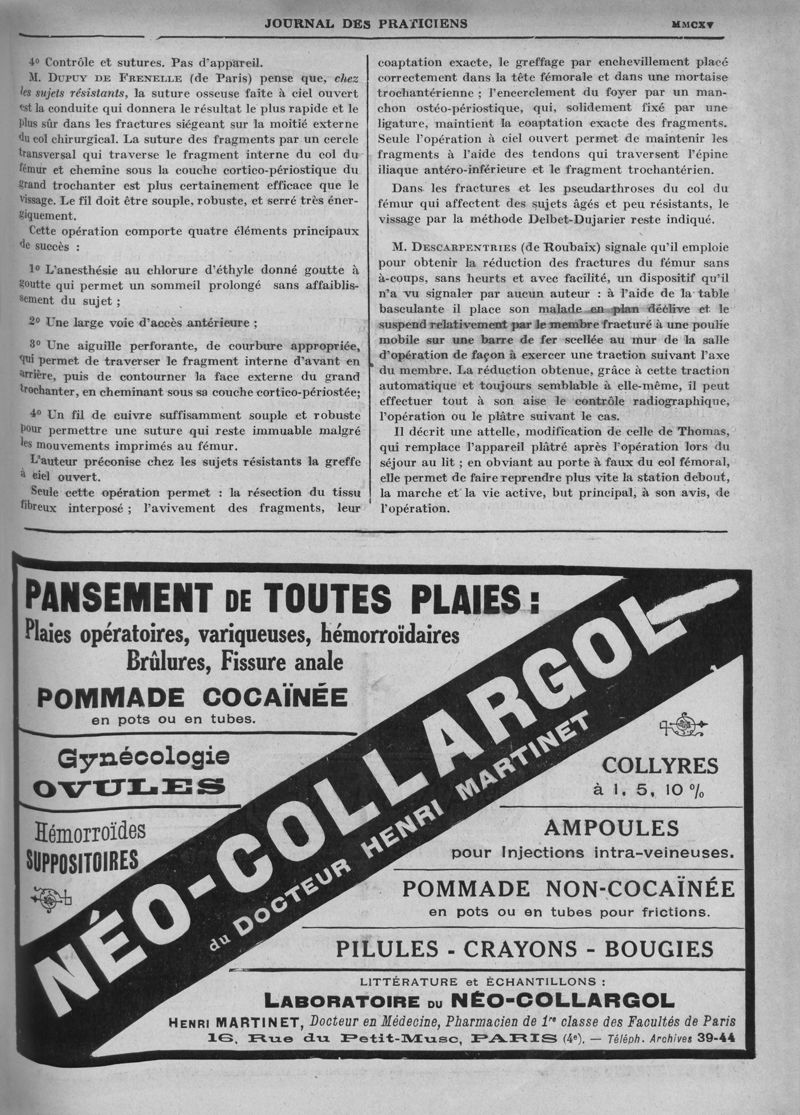 JOURNAL DES PRATICIENS
MMCXV
4º Contrôle et sutures. Pas d'appareil.
M. DUPUY DE FRENELLE (de Paris) pense que, chez
les sujets résistants, la suture osseuse faite à ciel ouvert
est la conduite qui donnera le résultat le plus rapide et le
plus sûr dans les fractures siégeant sur la moitié externe
du col chirurgical. La suture des fragments par un cercle
transversal qui traverse le fragment interne du col du
fémur et chemine sous la couche cortico-périostique du
grand trochanter est plus certainement efficace que le
vissage. Le fil doit être souple, robuste, et serré très éner-
giquement.
Cette opération comporte quatre éléments principaux
de succès :
1º L'anesthésie au chlorure d'éthyle donné goutte à
goutte qui permet un sommeil prolongé sans affaiblis-
sement du sujet ;
2º Une large voie d'accès antérieure ;
3º Une aiguille perforante, de courbure appropriée,
qui permet de traverser le fragment interne d'avant en
arrière, puis de contourner la face externe du grand
trochanter, en cheminant sous sa couche cortico-périostée;
4º Un fil de cuivre suffisamment souple et robuste
pour permettre une suture qui reste immuable malgré
les mouvements imprimés au fémur.
L'auteur préconise chez les sujets résistants la greffe
à ciel ouvert.
Seule cette opération permet : la résection du tissu
fibreux interposé ; l'avivement des fragments, leur
coaptation exacte, le greffage par enchevillement placé
correctement dans la tête fémorale et dans une mortaise
trochantérienne ; l'encerclement du foyer par un man-
chon ostéo-périostique, qui, solidement fixé par une
ligature, maintient la coaptation exacte des fragments.
Seule l'opération à ciel ouvert permet de maintenir les
fragments à l'aide des tendons qui traversent l'épine
iliaque antéro-inférieure et le fragment trochantérien.
Dans les fractures et les pseudarthroses du col du
fémur qui affectent des sujets âgés et peu résistants, le
vissage par la méthode Delbet-Dujarier reste indiqué.
M. DESCARPENTRIES (de Roubaix) signale qu'il emploie
pour obtenir la réduction des fractures du fémur sans
à-coups, sans heurts et avec facilité, un dispositif qu'il
n'a vu signaler par aucun auteur : à l'aide de la table
basculante il place son malade en plan déclive et le
suspend relativement par le membre fracturé à une poulie
mobile sur une barre de fer scellée au mur de la salle
d'opération de façon à exercer une traction suivant l'axe
du membre. La réduction obtenue, grâce à cette traction
automatique et toujours semblable à elle-même, il peut
effectuer tout à son aise le contrôle radiographique,
l'opération ou le plâtre suivant le cas.
Il décrit une attelle, modification de celle de Thomas,
qui remplace l'appareil plâtré après l'opération lors du
séjour au lit ; en obviant au porte à faux du col fémoral,
elle permet de faire reprendre plus vite la station debout,
la marche et la vie active, but principal, à son avis, de
l'opération.
PANSEMENT DE TOUTES PLAIES :
Plaies opératoires, variqueuses, hémorroïdaires
Brûlures, Fissure anale
POMMADE COCAÏNÉE
en pots ou en tubes.
Gynécologie
OVULES
Hémorroïdes
SUPPOSITOIRES
NÉO-COLLARGOL
du DOCTEUR HENRI MARTINET
COLLYRES
à 1, 5, 10 %
AMPOULES
pour Injections intra-veineuses.
POMMADE NON-COCAÏNÉE
en pots ou en tubes pour frictions.
PILULES - CRAYONS - BOUGIES
LITTÉRATURE et ÉCHANTILLONS :
LABORATOIRE DU NÉO-COLLARGOL
HENRI MARTINET, Docteur en Médecine, Pharmacien de 1re classe des Facultés de Paris
16, Rue du Petit-Musc, PARIS (4e). — Téléph. Archives 39-44